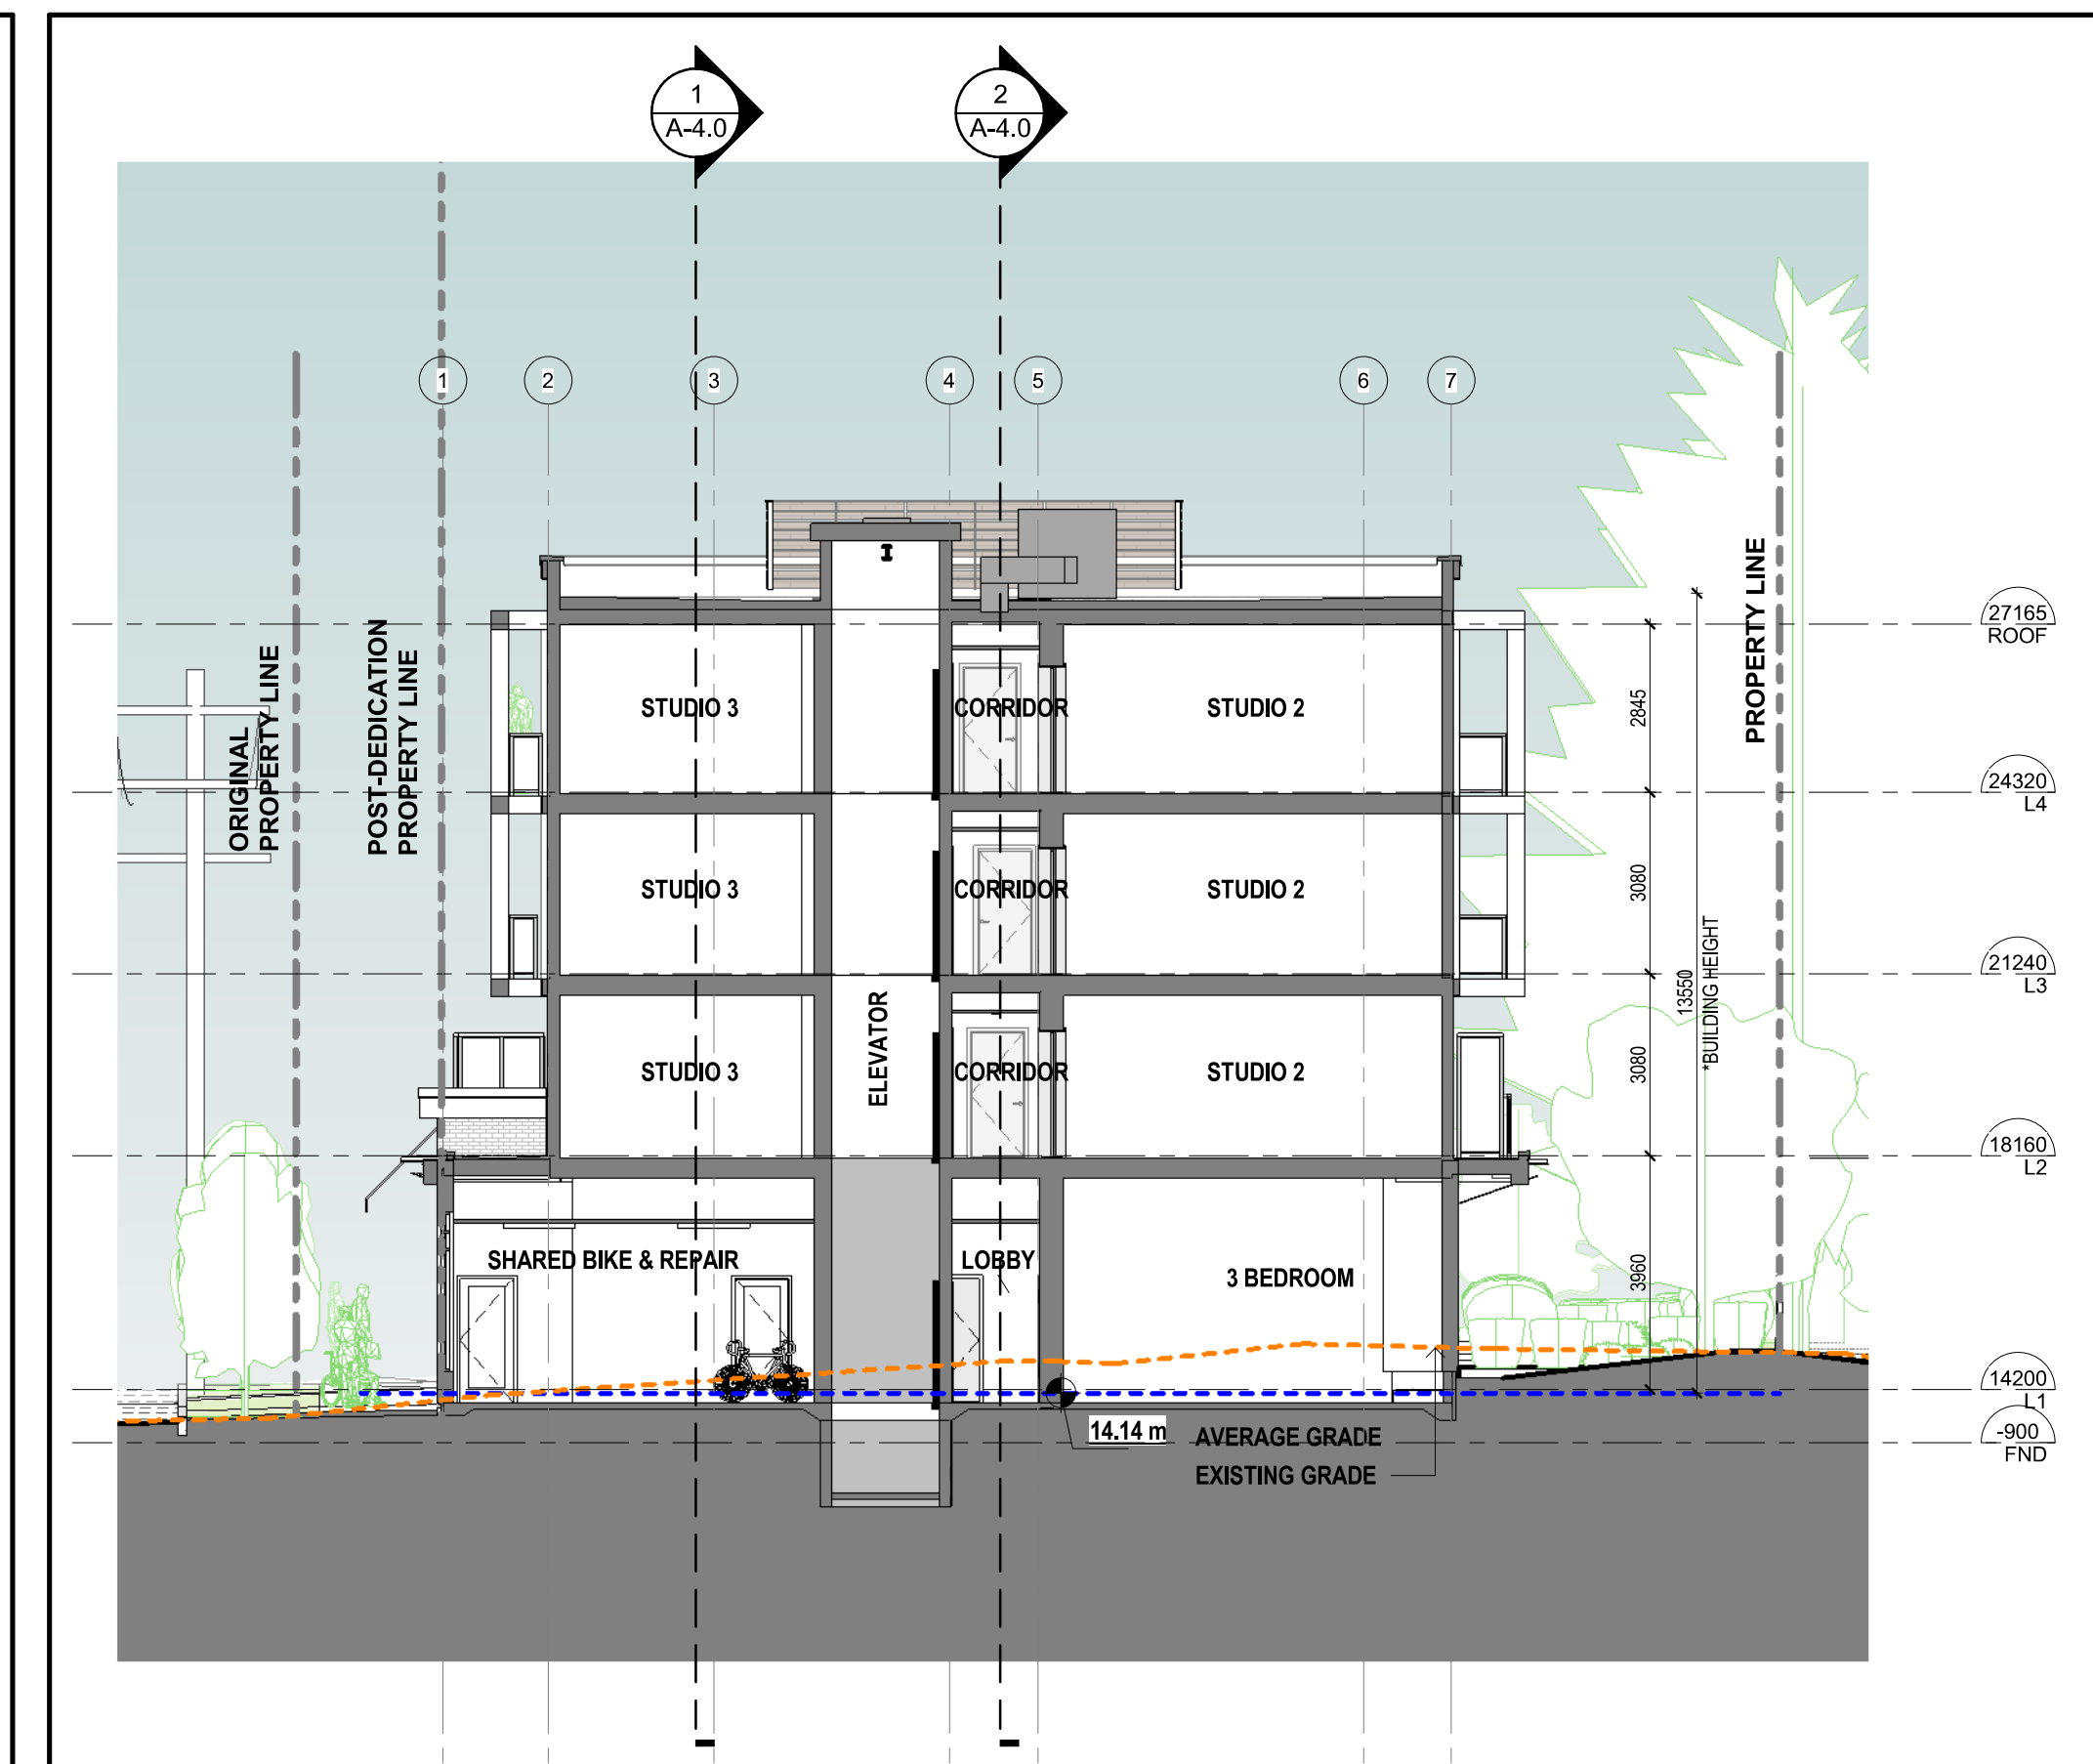 1
A-4.0
2
A-4.0
1
2
3
4
5
6
7
ORIGINAL
PROPERTY LINE
POST-DEDICATION
PROPERTY LINE
PROPERTY LINE
27165
ROOF
STUDIO 3
CORRIDOR
STUDIO 2
2845
24320
L4
STUDIO 3
CORRIDOR
STUDIO 2
3080
21240
L3
13550
*BUILDING HEIGHT
ELEVATOR
STUDIO 3
CORRIDOR
STUDIO 2
3080
18160
L2
SHARED BIKE & REPAIR
LOBBY
3 BEDROOM
3960
14200
L1
14.14 m
AVERAGE GRADE
EXISTING GRADE
-900
FND